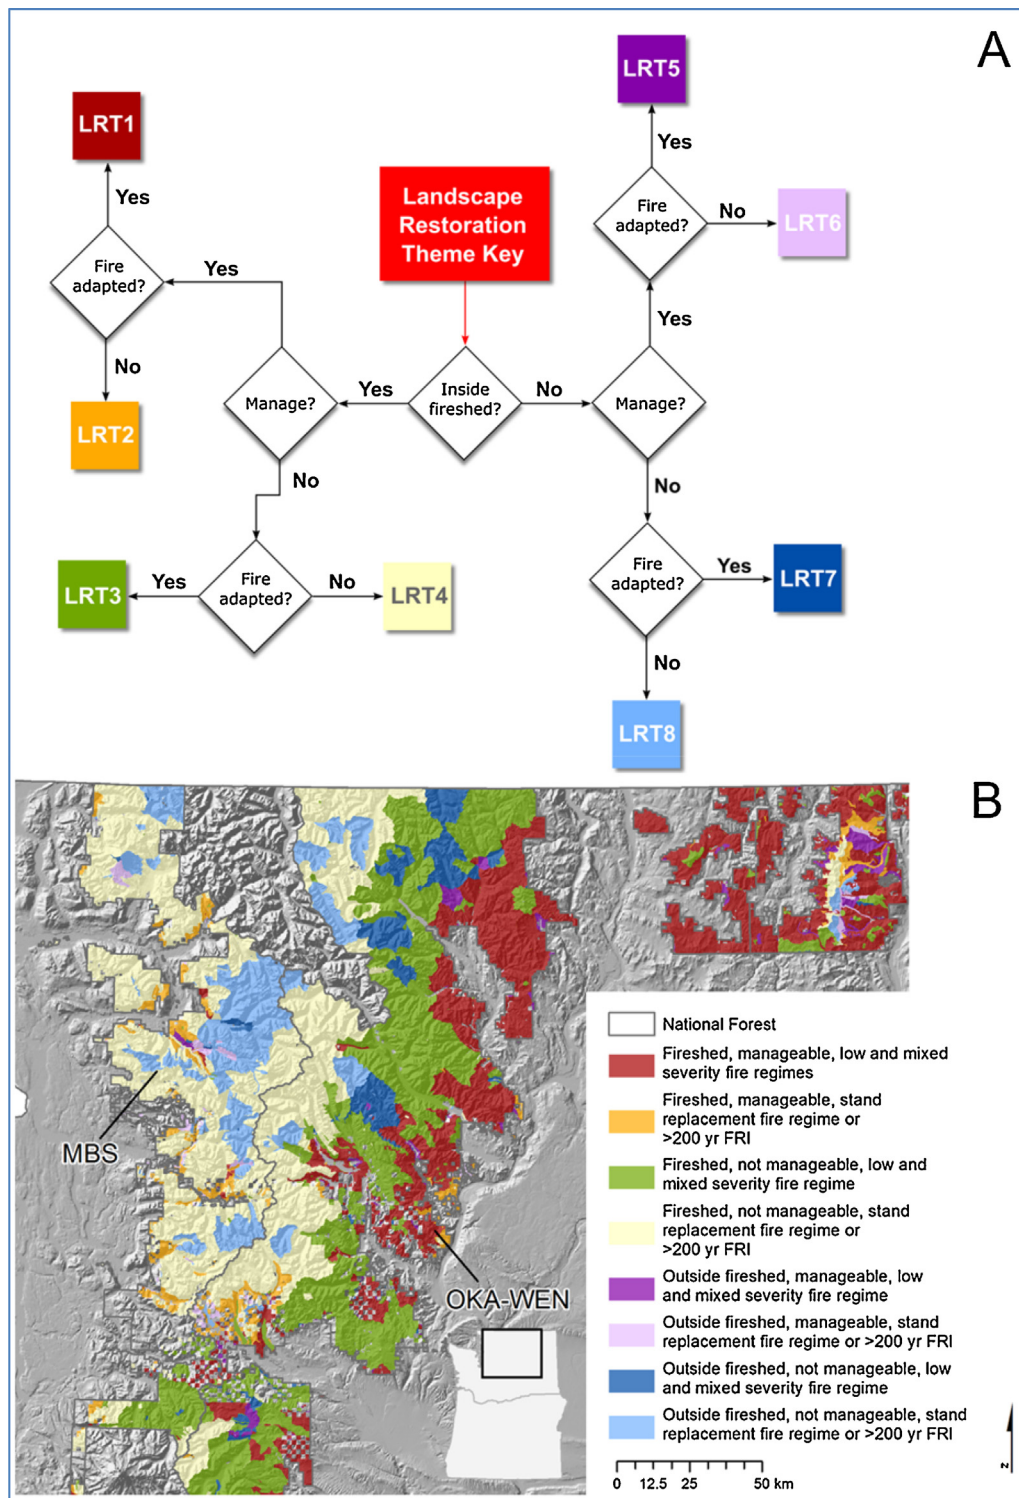 A
LRT5
LRT1
Yes
Yes
Landscape
Restoration
Theme Key
Fire
adapted?
No
LRT6
Fire
adapted?
Yes
Yes
No
Inside
fireshed?
Yes
No
Manage?
Manage?
LRT2
No
No
Fire
adapted?
Yes
LRT7
LRT3
Yes
Fire
adapted?
No
LRT4
No
LRT8
B
MBS
OKA-WEN
National Forest
Fireshed, manageable, low and mixed
severity fire regimes
Fireshed, manageable, stand
replacement fire regime or
>200 yr FRI
Fireshed, not manageable, low and
mixed severity fire regime
Fireshed, not manageable, stand
replacement fire regime or
>200 yr FRI
Outside fireshed, manageable, low
and mixed severity fire regime
Outside fireshed, manageable, stand
replacement fire regime or >200 yr FRI
Outside fireshed, not manageable, low
and mixed severity fire regime
Outside fireshed, not manageable, stand
replacement fire regime or >200 yr FRI
0 12.5 25 50 km
z